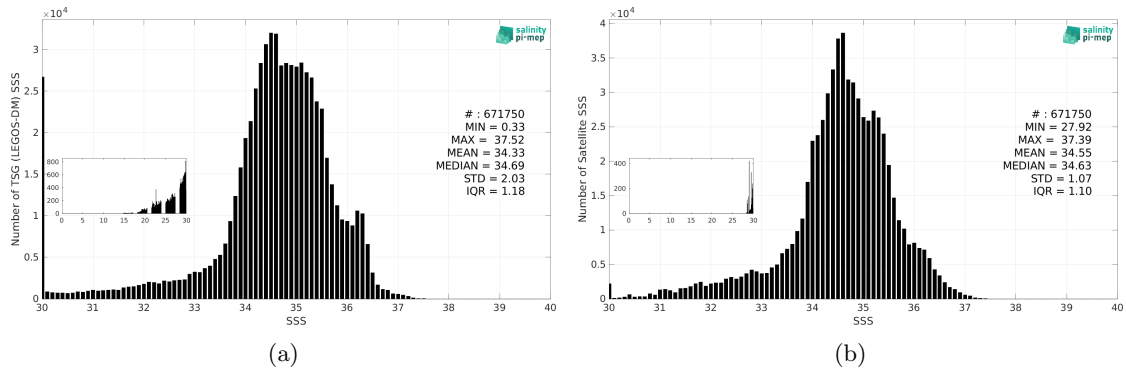 ×10⁴
3
2.5
2
1.5
1
0.5
0
Number of TSG (LEGOS-DM) SSS
salinity
pi-mep
# : 671750
MIN = 0.33
MAX = 37.52
MEAN = 34.33
MEDIAN = 34.69
STD = 2.03
IQR = 1.18
800
600
400
200
0
0 5 10 15 20 25 30
30 31 32 33 34 35 36 37 38 39 40
SSS
(a)
×10⁴
4
3.5
3
2.5
2
1.5
1
0.5
0
Number of Satellite SSS
salinity
pi-mep
# : 671750
MIN = 27.92
MAX = 37.39
MEAN = 34.55
MEDIAN = 34.63
STD = 1.07
IQR = 1.10
400
200
0
0 5 10 15 20 25 30
30 31 32 33 34 35 36 37 38 39 40
SSS
(b)